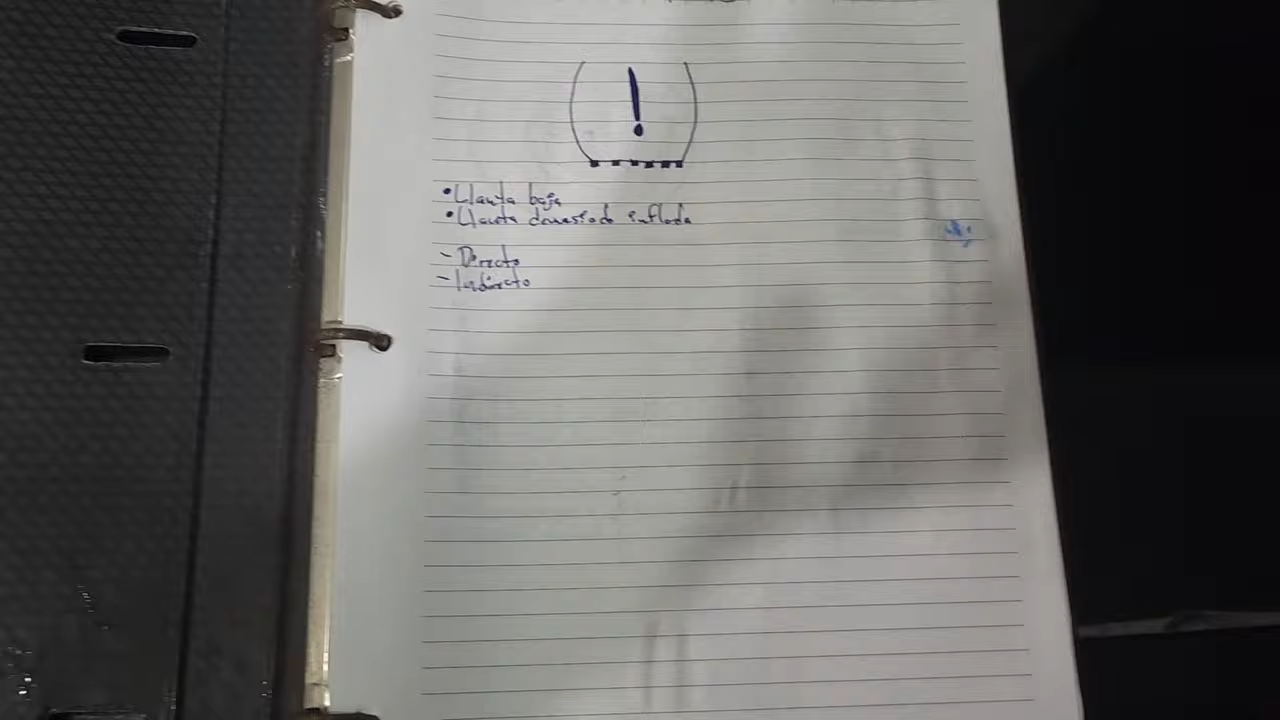 !
•Llanta baja
•Llanta demasiado inflada
- Directo
- Indirecto